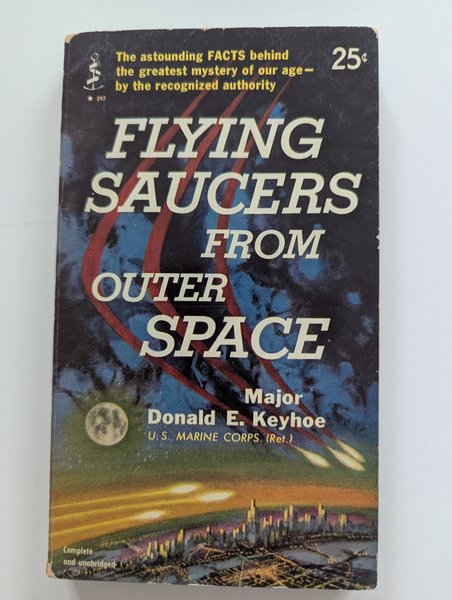 The astounding FACTS behind
the greatest mystery of our age—
by the recognized authority
25¢
★ 297
FLYING
SAUCERS
FROM
OUTER
SPACE
Major
Donald E. Keyhoe
U. S. MARINE CORPS (Ret.)
Complete
and unabridged